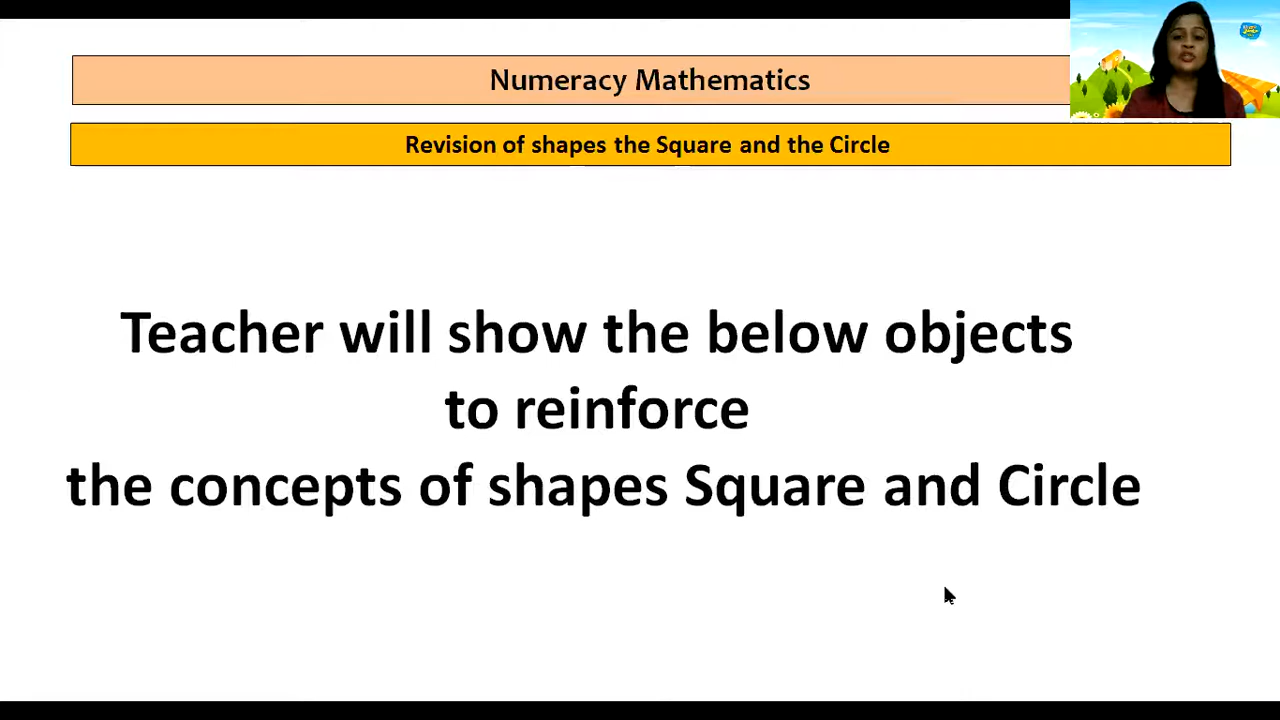 Numeracy Mathematics
Revision of shapes the Square and the Circle
Teacher will show the below objects
to reinforce
the concepts of shapes Square and Circle